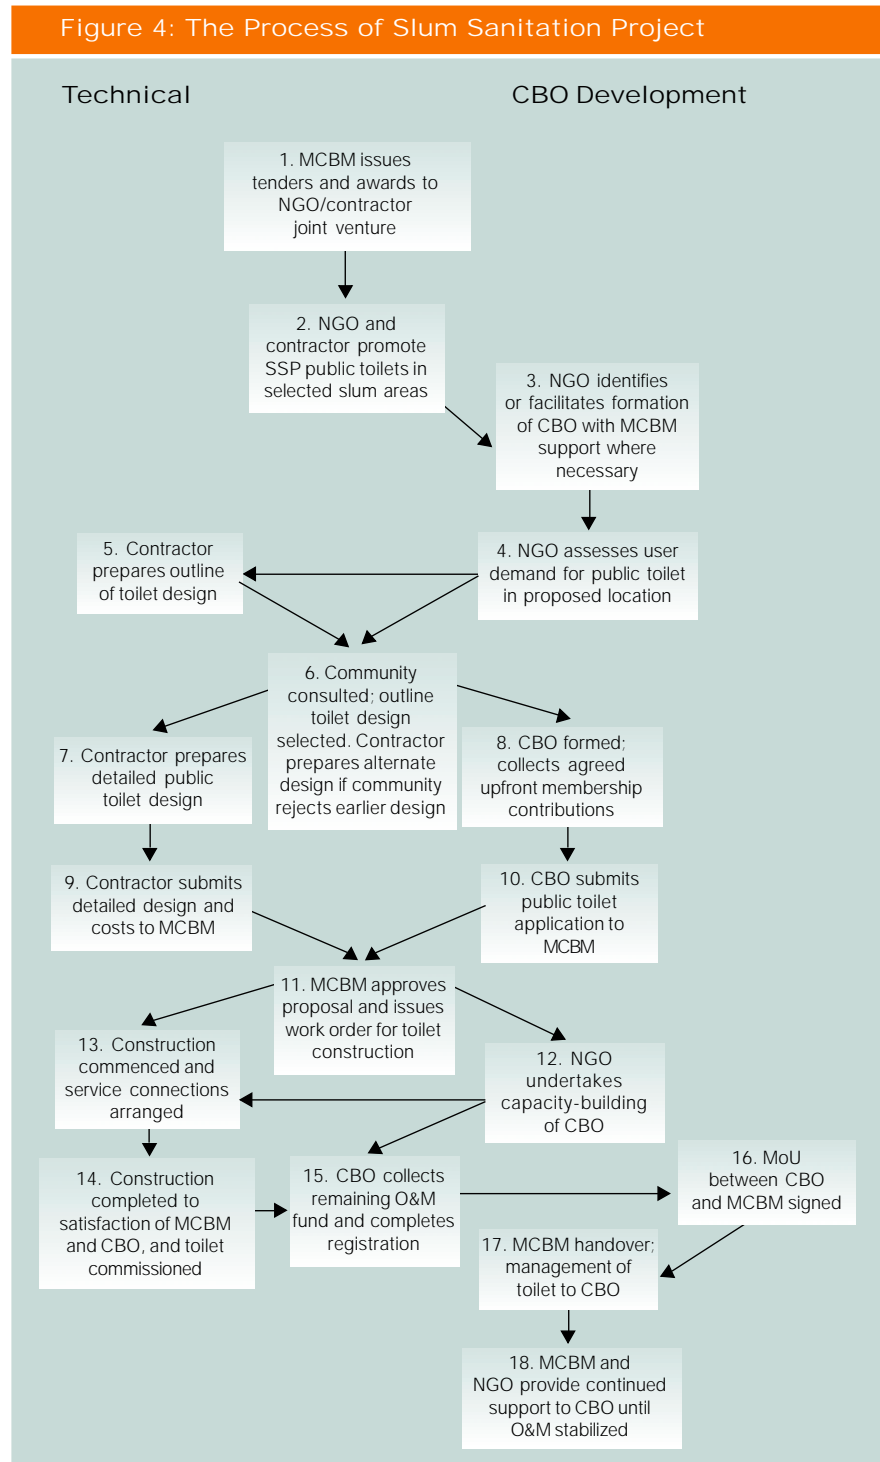 Figure 4: The Process of Slum Sanitation Project
Technical
CBO Development
1. MCBM issues
tenders and awards to
NGO/contractor
joint venture
2. NGO and
contractor promote
SSP public toilets in
selected slum areas
3. NGO identifies
or facilitates formation
of CBO with MCBM
support where
necessary
4. NGO assesses user
demand for public toilet
in proposed location
5. Contractor
prepares outline
of toilet design
6. Community
consulted; outline
toilet design
selected. Contractor
prepares alternate
design if community
rejects earlier design
7. Contractor prepares
detailed public
toilet design
8. CBO formed;
collects agreed
upfront membership
contributions
9. Contractor submits
detailed design and
costs to MCBM
10. CBO submits
public toilet
application to
MCBM
11. MCBM approves
proposal and issues
work order for toilet
construction
12. NGO
undertakes
capacity-building
of CBO
13. Construction
commenced and
service connections
arranged
14. Construction
completed to
satisfaction of MCBM
and CBO, and toilet
commissioned
15. CBO collects
remaining O&M
fund and completes
registration
16. MoU
between CBO
and MCBM signed
17. MCBM handover;
management of
toilet to CBO
18. MCBM and
NGO provide continued
support to CBO until
O&M stabilized